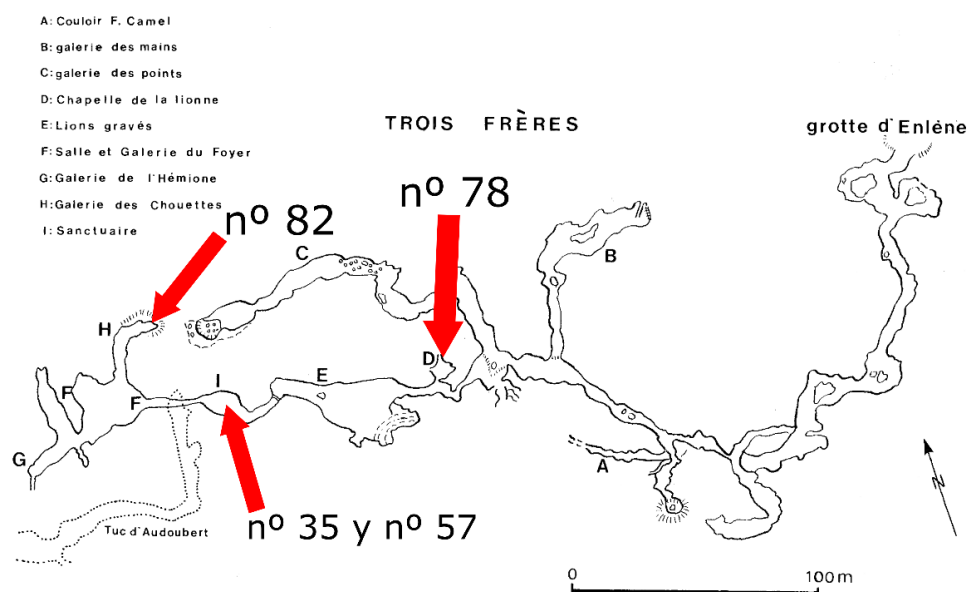 A: Couloir F. Camel
B: galerie des mains
C: galerie des points
D: Chapelle de la lionne
E: Lions gravés
F: Salle et Galerie du Foyer
G: Galerie de l'Hémione
H: Galerie des Chouettes
I: Sanctuaire
TROIS FRÈRES
grotte d'Enlène
nº 82
nº 78
C
B
H
D
I
E
F
F
G
A
N
Tuc d'Audoubert
nº 35 y nº 57
0
100m